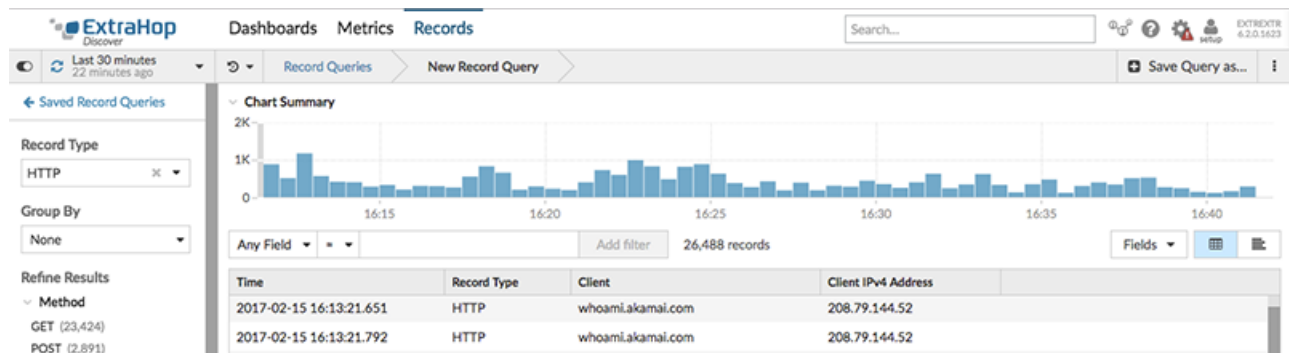 ExtraHop
Discover
Dashboards Metrics Records
Search...
setup
EXTREXTR
6.2.0.1623
Last 30 minutes
22 minutes ago
Record Queries
New Record Query
Save Query as...
Saved Record Queries
Chart Summary
2K
1K
0
16:15 16:20 16:25 16:30 16:35 16:40
Record Type
HTTP
Group By
None
Any Field = Add filter 26,488 records Fields
Refine Results
Method
GET (23,424)
POST (2,891)
Time Record Type Client Client IPv4 Address
2017-02-15 16:13:21.651 HTTP whoami.akamai.com 208.79.144.52
2017-02-15 16:13:21.792 HTTP whoami.akamai.com 208.79.144.52